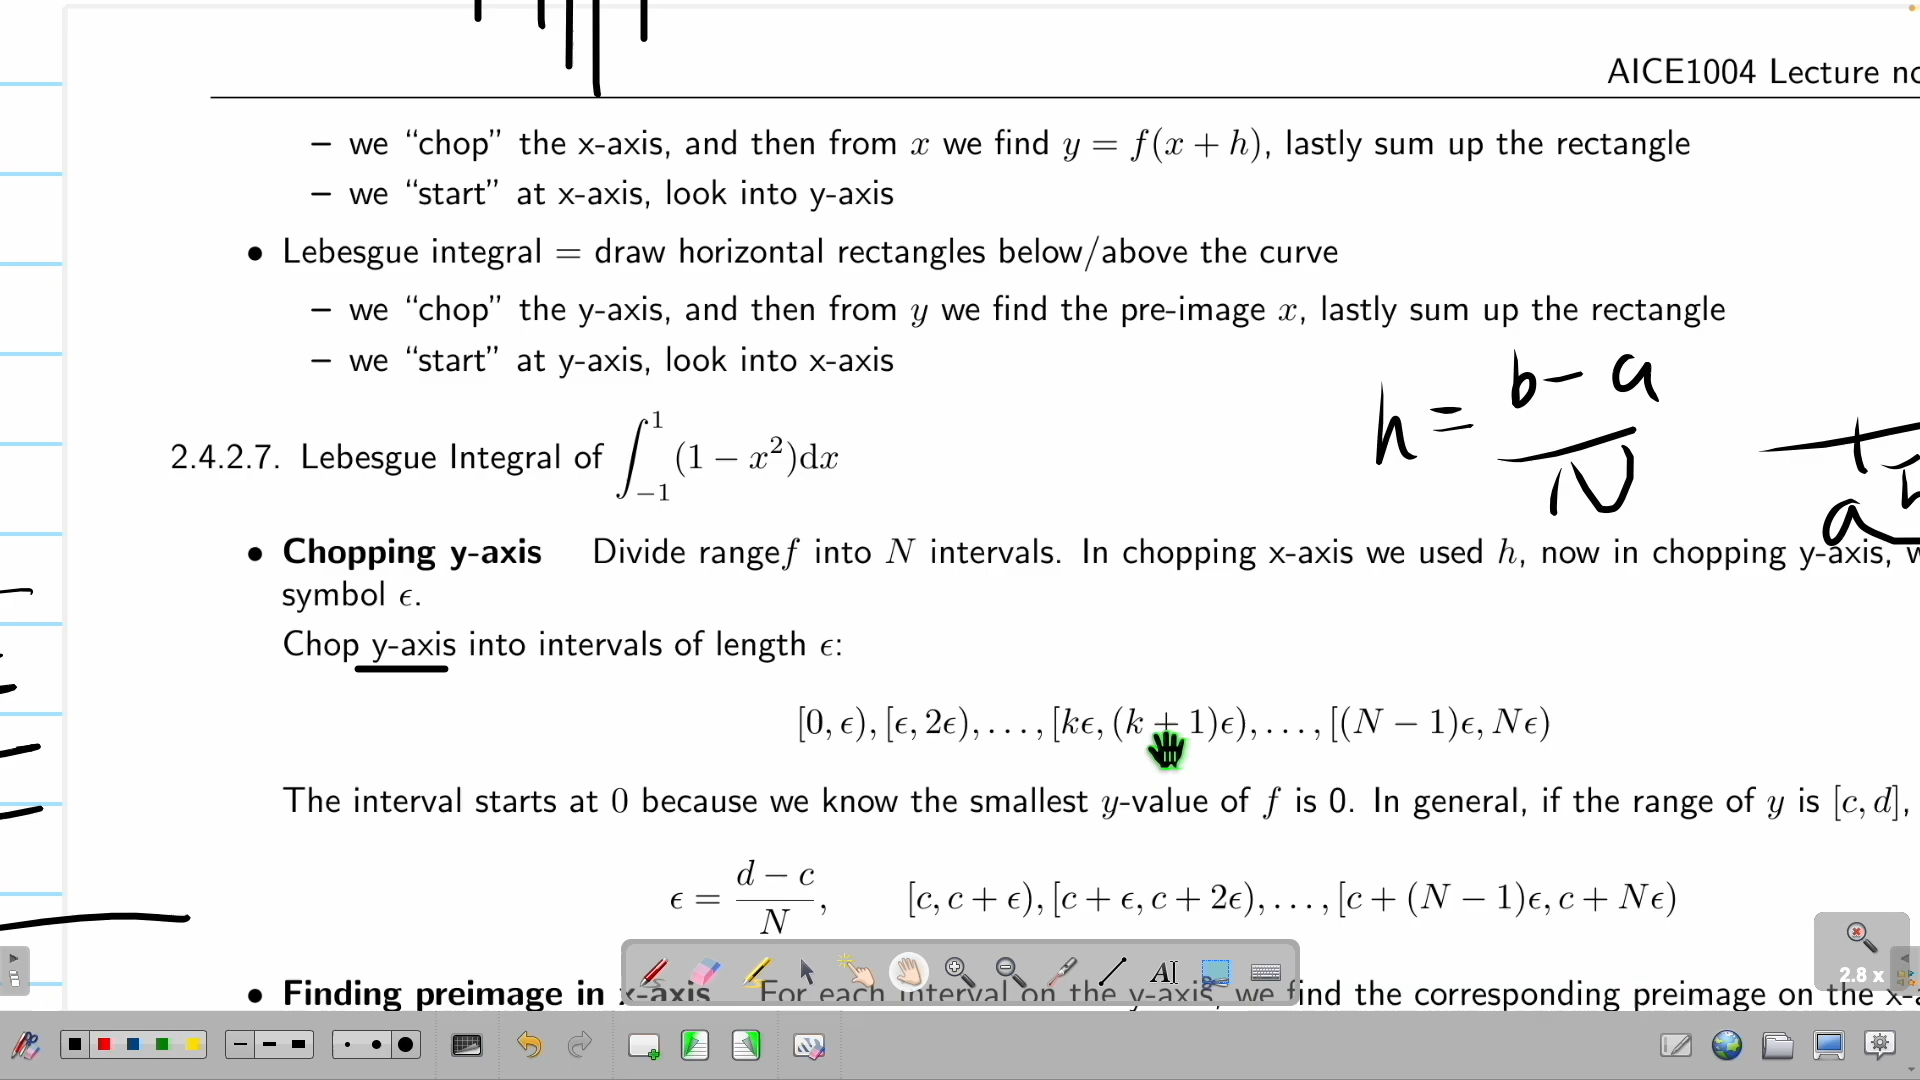 AICE1004 Lecture
– we “chop” the x-axis, and then from x we find y = f(x + h), lastly sum up the rectangle
– we “start” at x-axis, look into y-axis
• Lebesgue integral = draw horizontal rectangles below/above the curve
– we “chop” the y-axis, and then from y we find the pre-image x, lastly sum up the rectangle
– we “start” at y-axis, look into x-axis
h = b - a / N
a
2.4.2.7. Lebesgue Integral of ∫_{-1}^{1} (1 − x²)dx
• Chopping y-axis Divide rangef into N intervals. In chopping x-axis we used h, now in chopping y-axis,
symbol ϵ.
Chop y-axis into intervals of length ϵ:
[0, ϵ), [ϵ, 2ϵ), . . . , [kϵ, (k + 1)ϵ), . . . , [(N − 1)ϵ, Nϵ)
The interval starts at 0 because we know the smallest y-value of f is 0. In general, if the range of y is [c, d],
ϵ = d − c / N, [c, c + ϵ), [c + ϵ, c + 2ϵ), . . . , [c + (N − 1)ϵ, c + Nϵ)
2.8 x
• Finding preimage in x-axis For each interval on the y-axis, we find the corresponding preimage on the